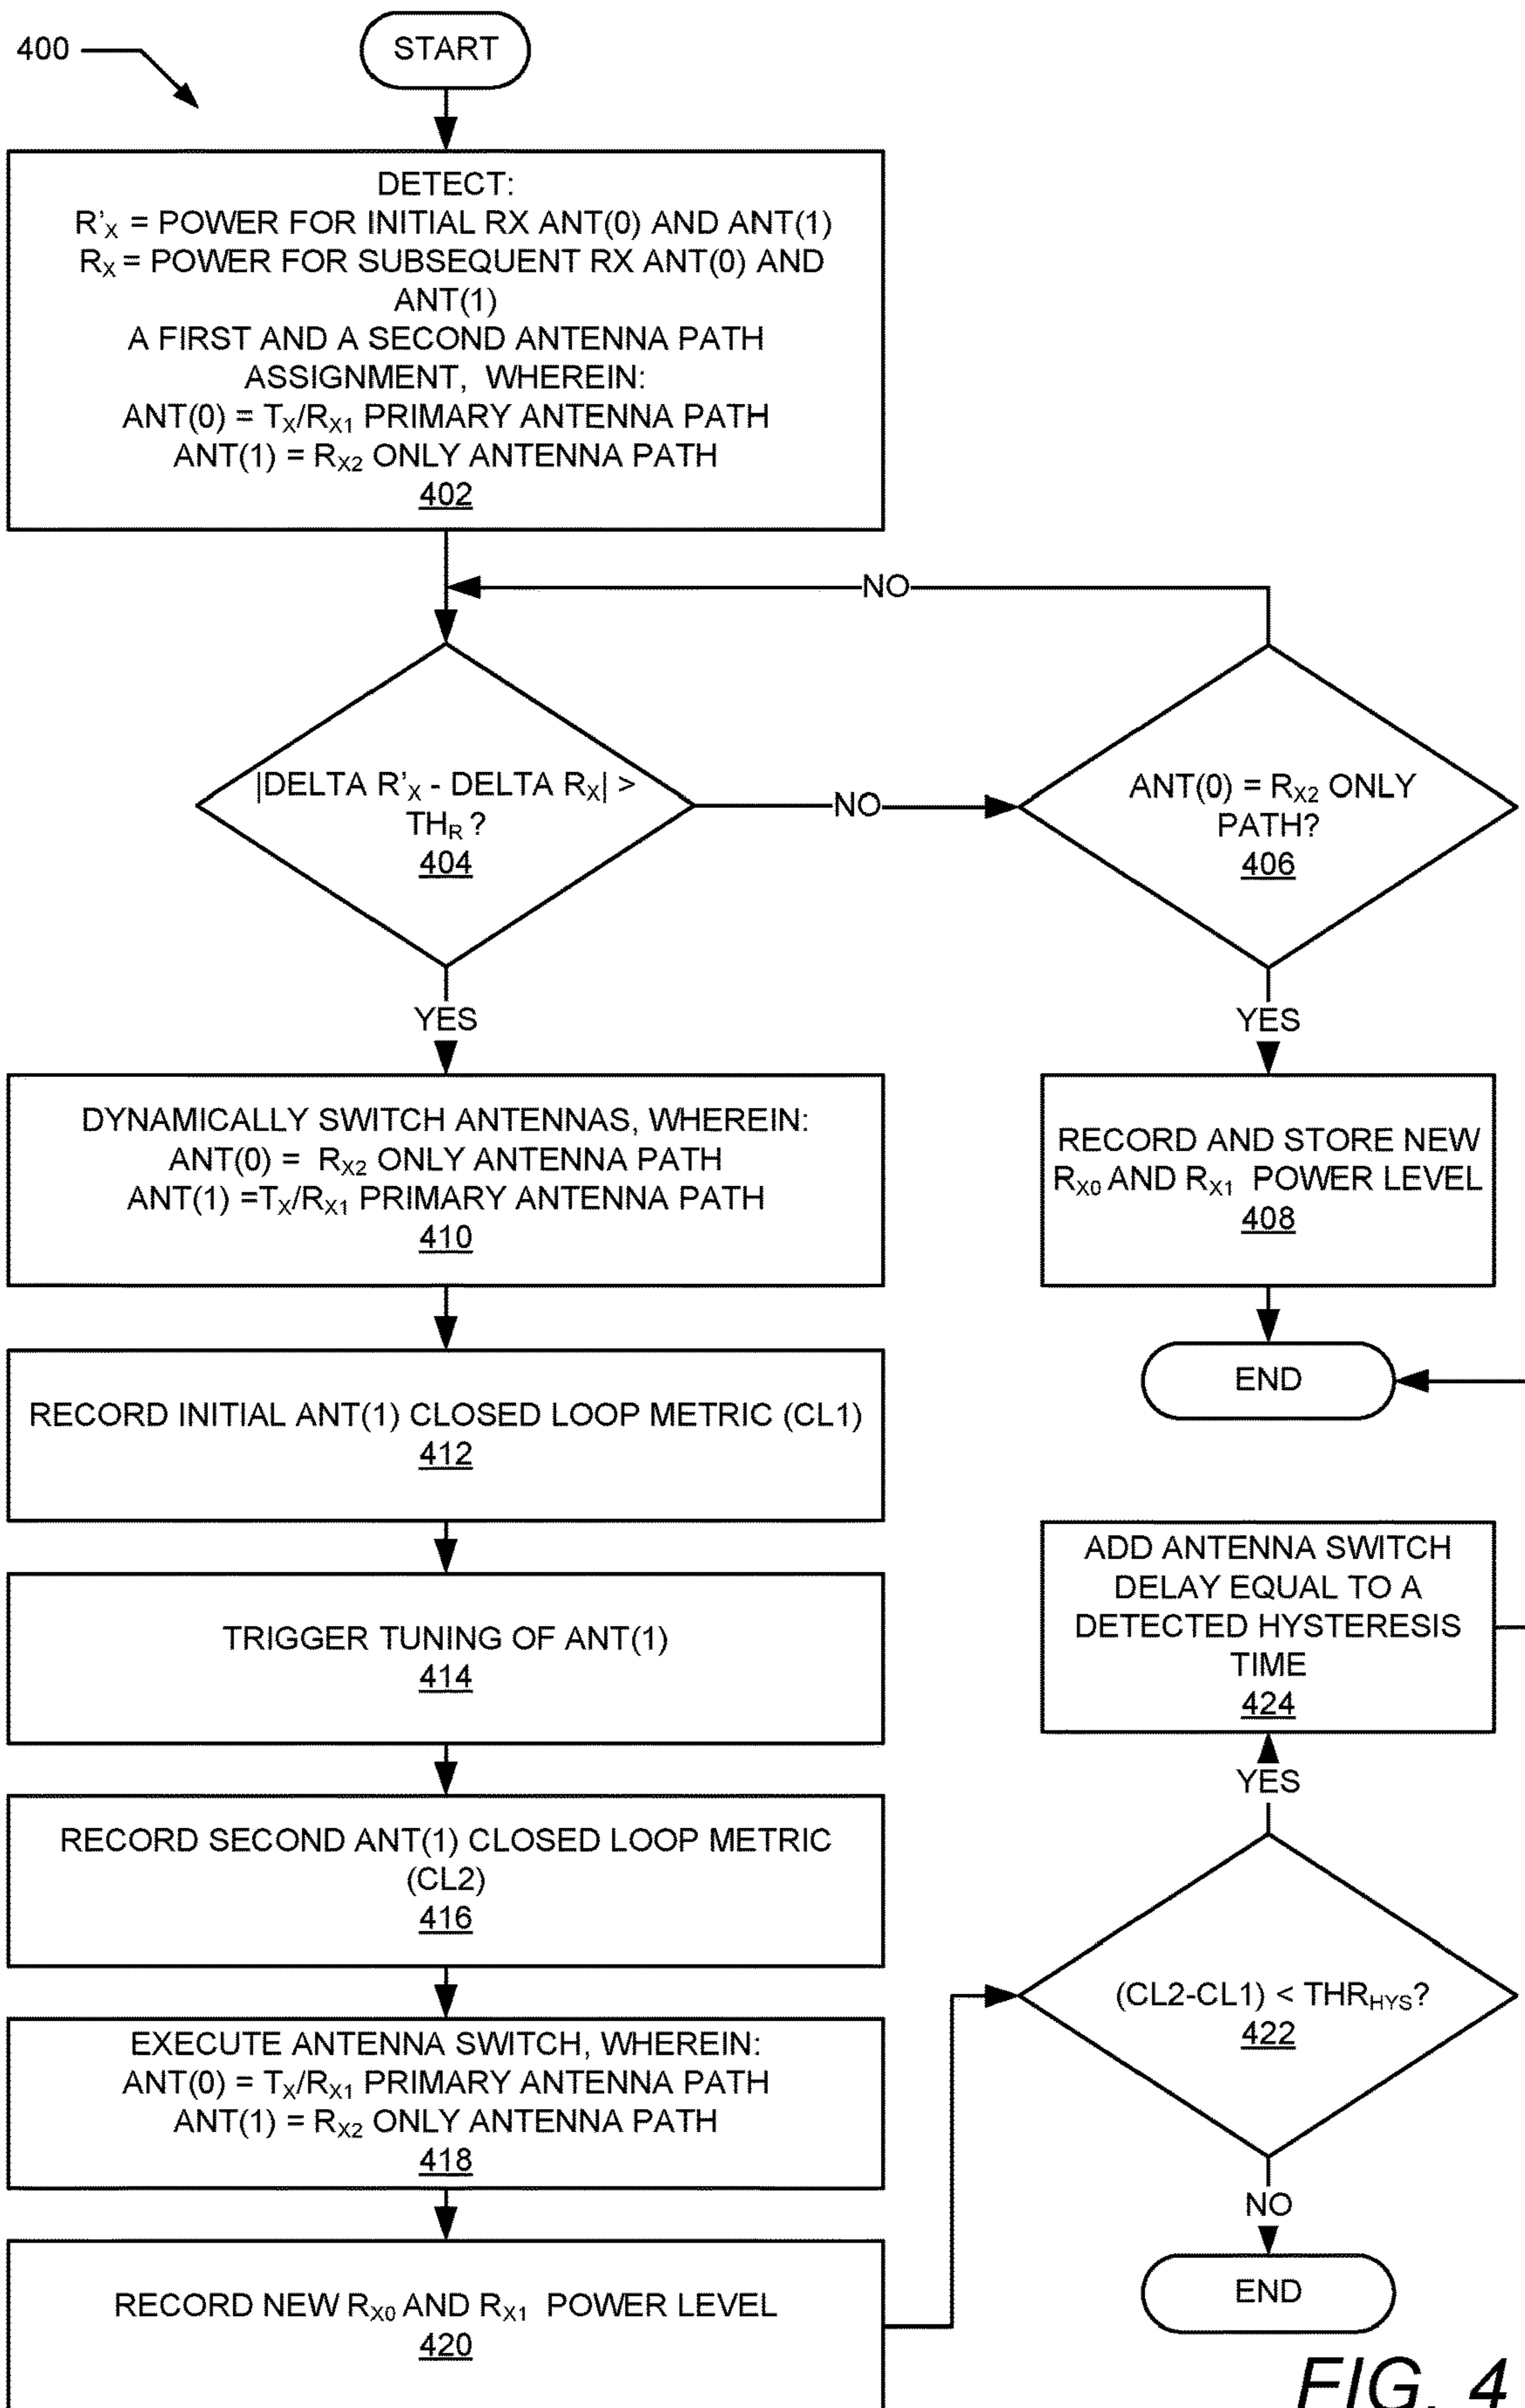 400
START
DETECT:
R'X = POWER FOR INITIAL RX ANT(0) AND ANT(1)
RX = POWER FOR SUBSEQUENT RX ANT(0) AND
ANT(1)
A FIRST AND A SECOND ANTENNA PATH
ASSIGNMENT, WHEREIN:
ANT(0) = TX/RX1 PRIMARY ANTENNA PATH
ANT(1) = RX2 ONLY ANTENNA PATH
402
NO
|DELTA R'X - DELTA RX| >
THR ?
404
NO
ANT(0) = RX2 ONLY
PATH?
406
YES
YES
DYNAMICALLY SWITCH ANTENNAS, WHEREIN:
ANT(0) = RX2 ONLY ANTENNA PATH
ANT(1) =TX/RX1 PRIMARY ANTENNA PATH
410
RECORD AND STORE NEW
RX0 AND RX1 POWER LEVEL
408
END
RECORD INITIAL ANT(1) CLOSED LOOP METRIC (CL1)
412
TRIGGER TUNING OF ANT(1)
414
ADD ANTENNA SWITCH
DELAY EQUAL TO A
DETECTED HYSTERESIS
TIME
424
YES
RECORD SECOND ANT(1) CLOSED LOOP METRIC
(CL2)
416
(CL2-CL1) < THRHYS?
422
EXECUTE ANTENNA SWITCH, WHEREIN:
ANT(0) = TX/RX1 PRIMARY ANTENNA PATH
ANT(1) = RX2 ONLY ANTENNA PATH
418
NO
END
RECORD NEW RX0 AND RX1 POWER LEVEL
420
FIG. 4